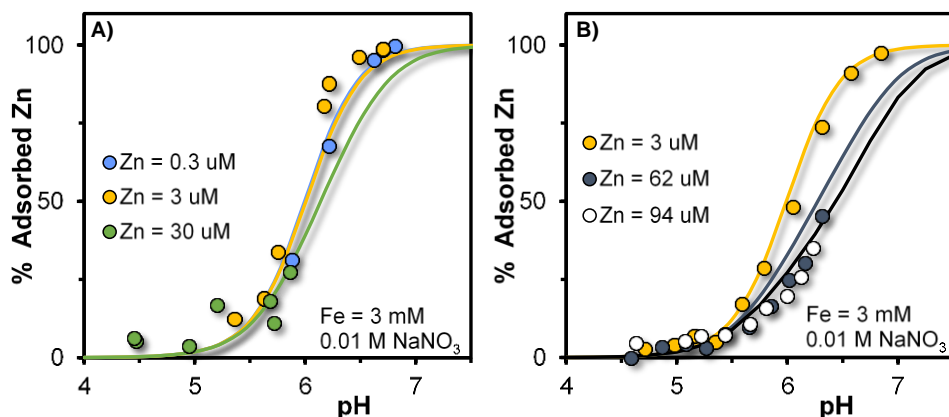 A)
100
50
0
% Adsorbed Zn
Zn = 0.3 uM
Zn = 3 uM
Zn = 30 uM
Fe = 3 mM
0.01 M NaNO₃
4
5
6
7
pH
B)
100
50
0
% Adsorbed Zn
Zn = 3 uM
Zn = 62 uM
Zn = 94 uM
Fe = 3 mM
0.01 M NaNO₃
4
5
6
7
pH